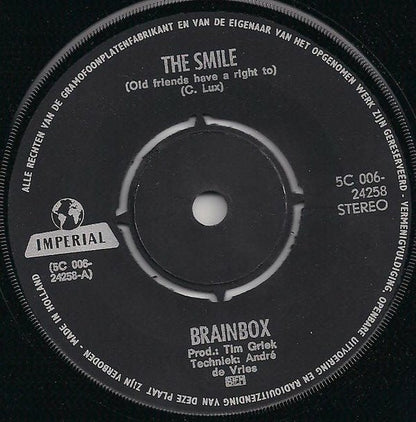 ALLE RECHTEN VAN DE GRAMOFOONPLATENFABRIKANT EN VAN DE EIGENAAR VAN HET OPGENOMEN WERK ZIJN GERESERVEERD - VERMENIGVULDIGING, OPENBARE UITVOERING EN RADIOUITZENDING VAN DEZE PLAAT ZIJN VERBODEN - MADE IN HOLLAND
THE SMILE
(Old friends have a right to)
(C. Lux)
5C 006-
24258
STEREO
IMPERIAL
(5C 006-
24258-A)
BRAINBOX
Prod.: Tim Griek
Techniek: André
de Vries